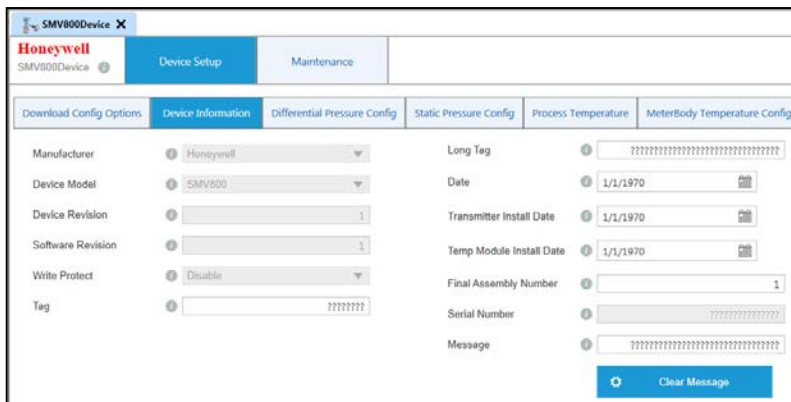 SMV800Device X
Honeywell
SMV800Device
Device Setup
Maintenance
Download Config Options
Device Information
Differential Pressure Config
Static Pressure Config
Process Temperature
MeterBody Temperature Config
Manufacturer Honeywell
Device Model SMV800
Device Revision 1
Software Revision 1
Write Protect Disable
Tag ????????
Long Tag ????????????????????????????????
Date 1/1/1970
Transmitter Install Date 1/1/1970
Temp Module Install Date 1/1/1970
Final Assembly Number 1
Serial Number ???????????????
Message ????????????????????????????????
Clear Message